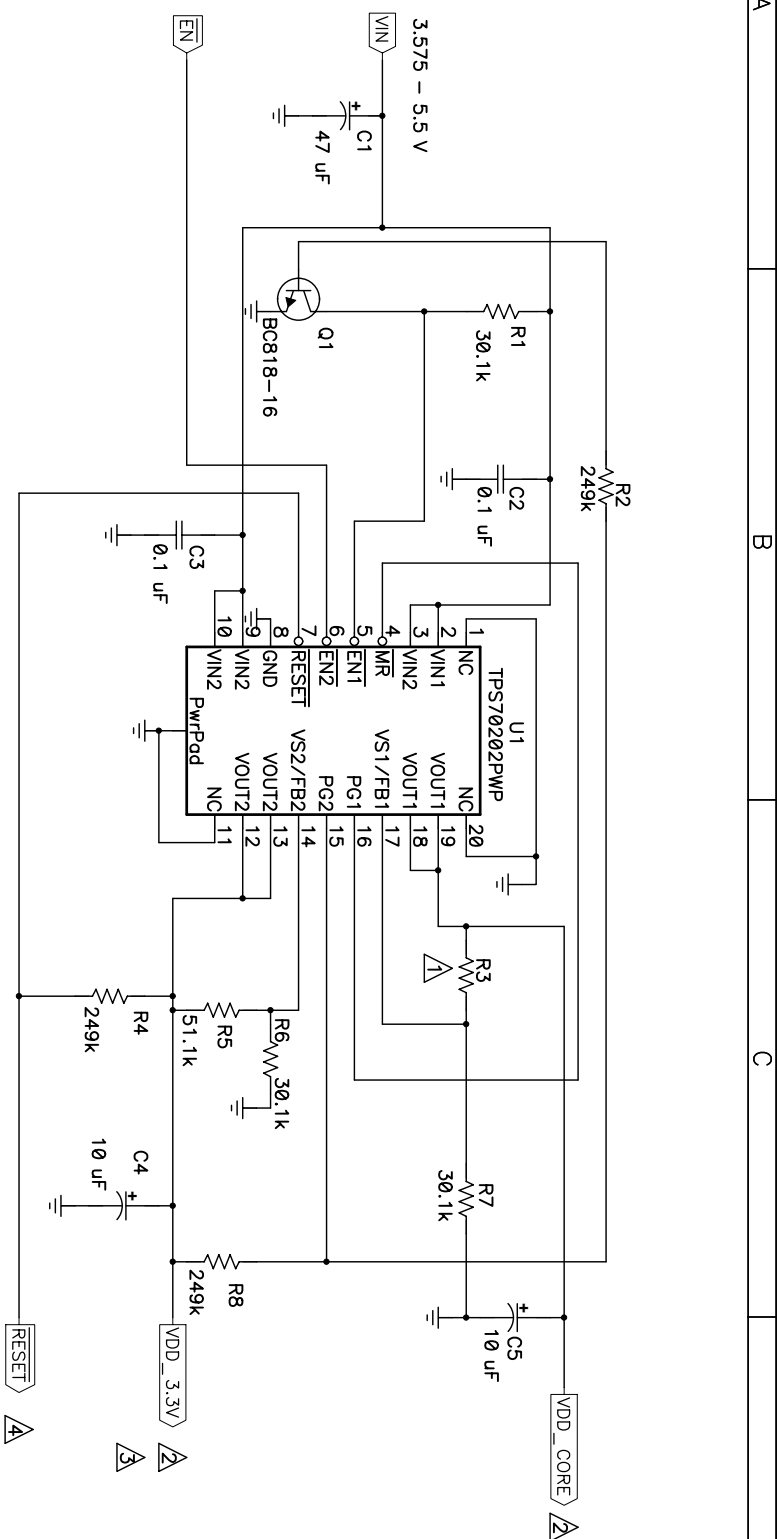 A
B
C
3.575 - 5.5 V
VIN
EN
C1
47 uF
R1
30.1k
Q1
BC818-16
R2
249k
C2
0.1 uF
C3
0.1 uF
U1
TPS70202PWP
1 NC
2 VIN1
3 VIN2
4 MR
5 EN1
6 EN2
7 RESET
8 GND
9 VIN2
10 VIN2
NC 20
VOUT1 19
VOUT1 18
VS1/FB1 17
PG1 16
PG2 15
VS2/FB2 14
VOUT2 13
VOUT2 12
NC 11
PwrPad
R3
1
R7
30.1k
C5
10 uF
R6
30.1k
R5
51.1k
R4
249k
C4
10 uF
R8
249k
VDD_CORE
2
VDD_3.3V
2
3
RESET
4